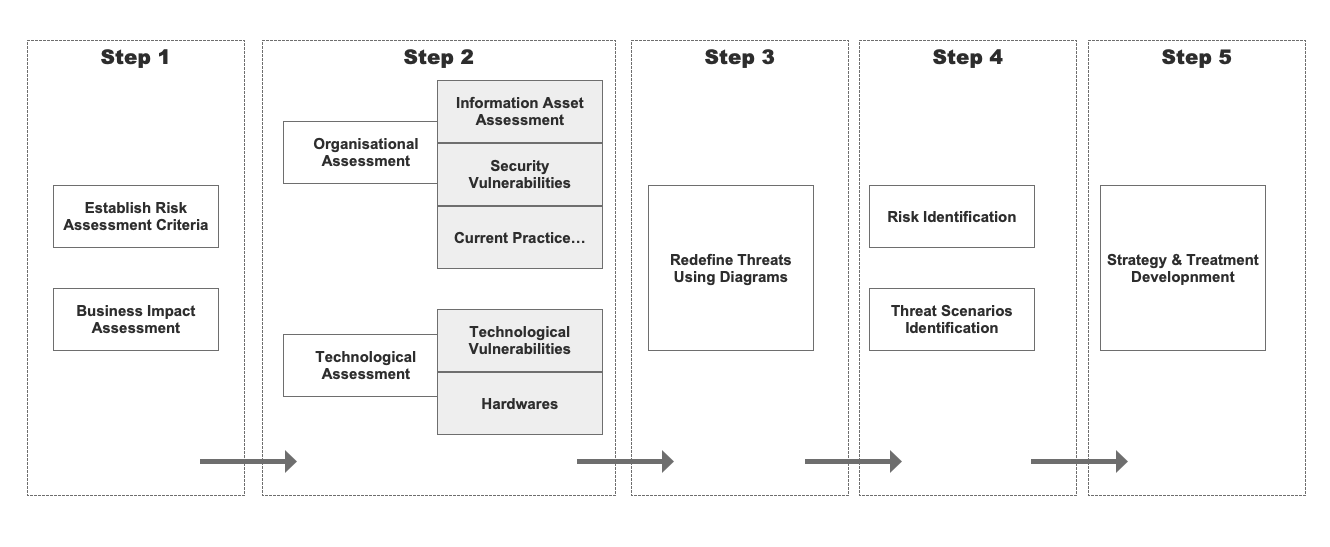 Step 1
Establish Risk
Assessment Criteria
Business Impact
Assessment
Step 2
Organisational
Assessment
Information Asset
Assessment
Security
Vulnerabilities
Current Practice…
Technological
Assessment
Technological
Vulnerabilities
Hardwares
Step 3
Redefine Threats
Using Diagrams
Step 4
Risk Identification
Threat Scenarios
Identification
Step 5
Strategy & Treatment
Developnment